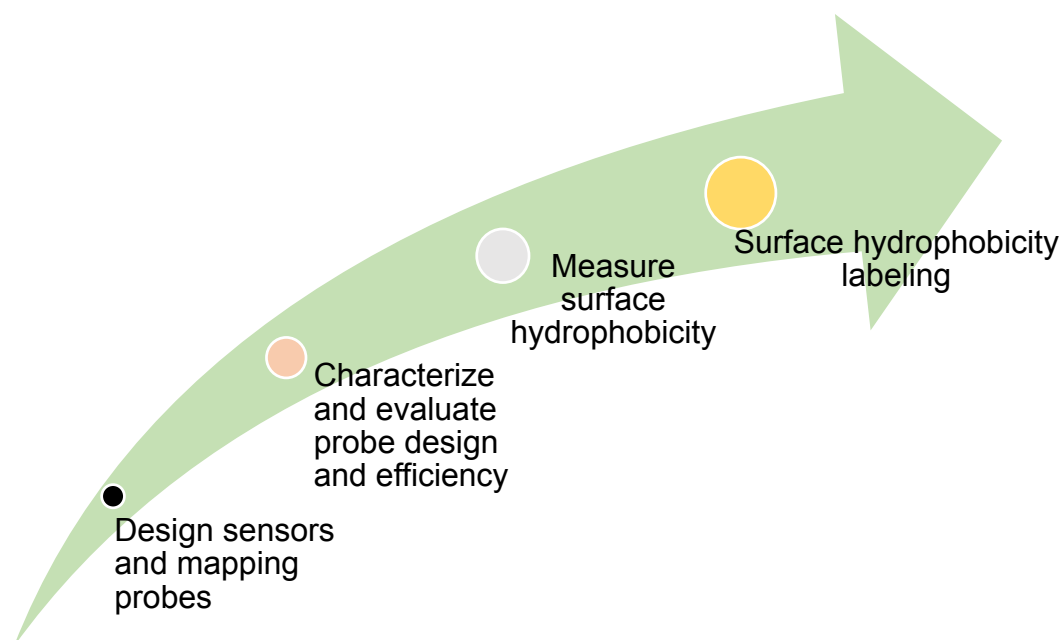 Design sensors
and mapping
probes
Characterize
and evaluate
probe design
and efficiency
Measure
surface
hydrophobicity
Surface hydrophobicity
labeling